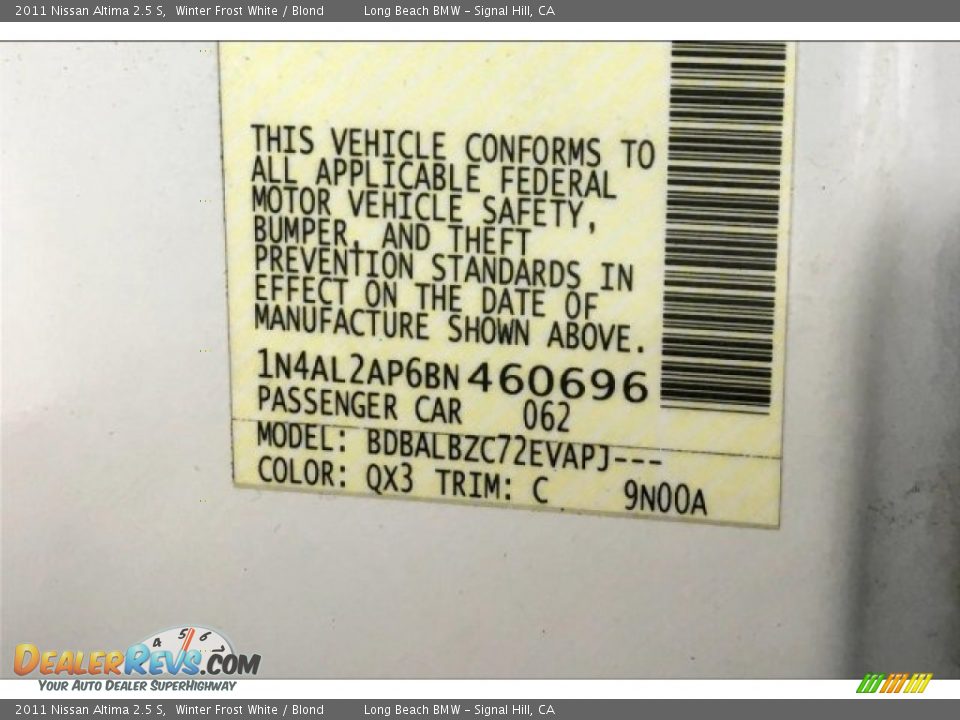 2011 Nissan Altima 2.5 S, Winter Frost White / Blond Long Beach BMW - Signal Hill, CA
THIS VEHICLE CONFORMS TO
ALL APPLICABLE FEDERAL
MOTOR VEHICLE SAFETY,
BUMPER, AND THEFT
PREVENTION STANDARDS IN
EFFECT ON THE DATE OF
MANUFACTURE SHOWN ABOVE.
1N4AL2AP6BN460696
PASSENGER CAR 062
MODEL: BDBALBZC72EVAPJ---
COLOR: QX3 TRIM: C 9N00A
4 5 6
DEALERREVS.COM
YOUR AUTO DEALER SUPERHIGHWAY
2011 Nissan Altima 2.5 S, Winter Frost White / Blond Long Beach BMW - Signal Hill, CA